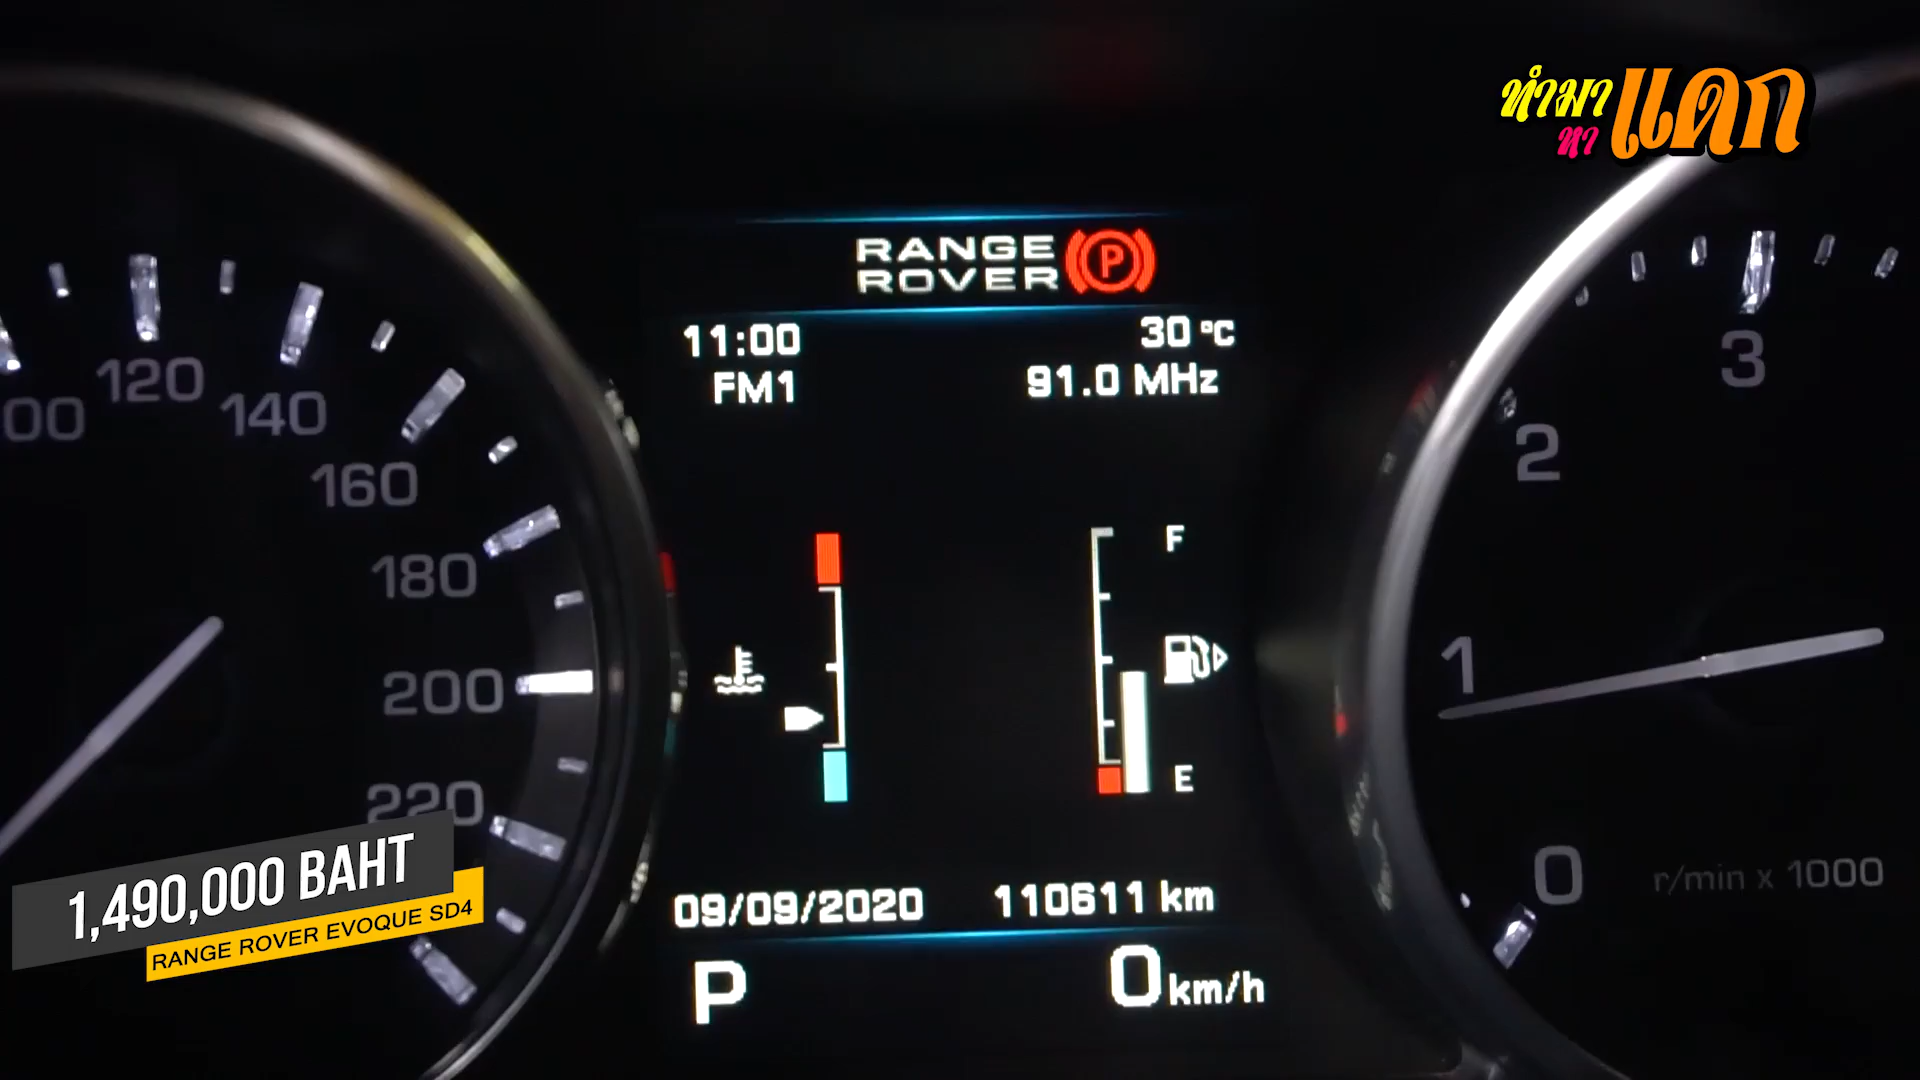 ทำมา
หา
แดก
RANGE
ROVER
P
11:00
30 °C
FM1
91.0 MHz
120
140
160
180
200
220
3
2
1
0
r/min x 1000
F
E
09/09/2020
110611 km
P
0 km/h
1,490,000 BAHT
RANGE ROVER EVOQUE SD4